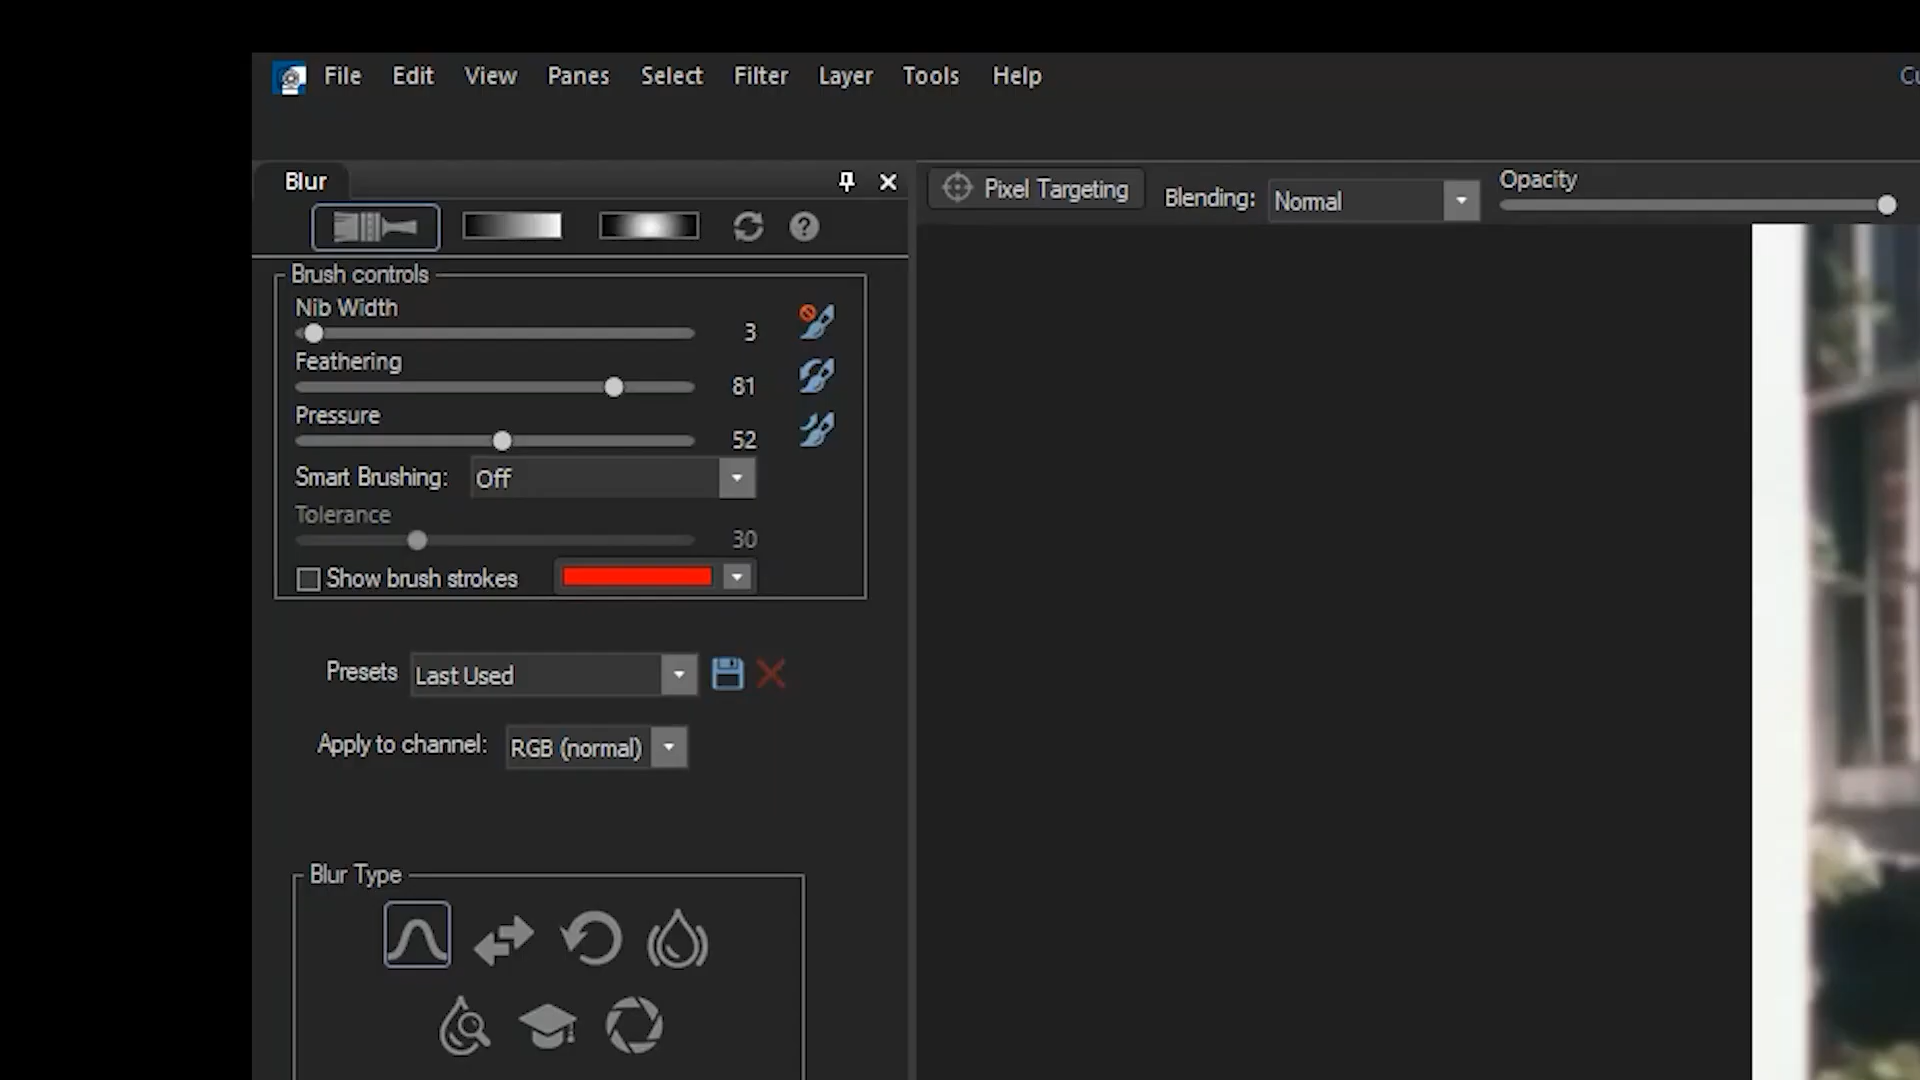 File Edit View Panes Select Filter Layer Tools Help
Blur
Pixel Targeting Blending: Normal Opacity
Brush controls
Nib Width
3
Feathering
81
Pressure
52
Smart Brushing: Off
Tolerance
30
Show brush strokes
Presets Last Used
Apply to channel: RGB (normal)
Blur Type